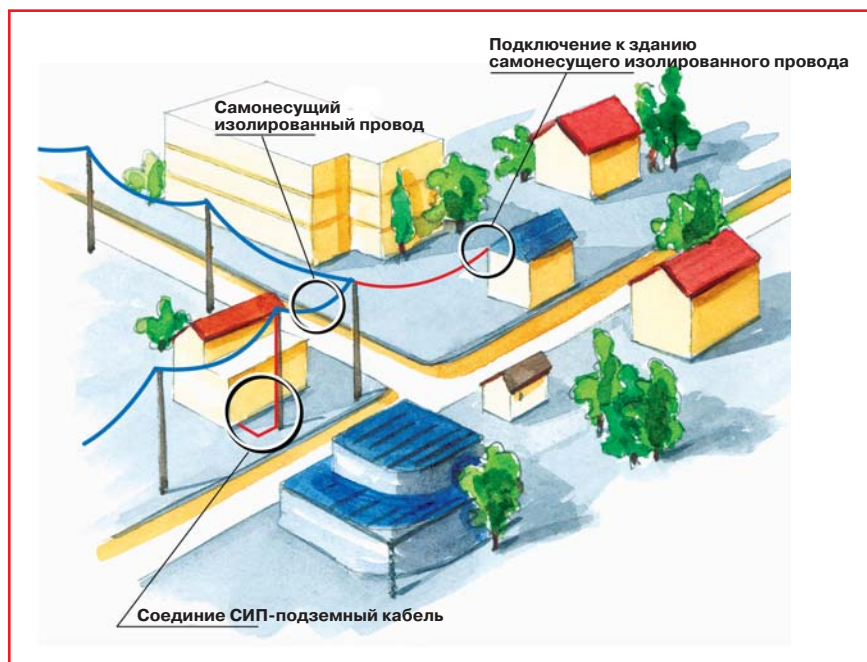 Подключение к зданию
самонесущего изолированного провода
Самонесущий
изолированный провод
Соединие СИП-подземный кабель